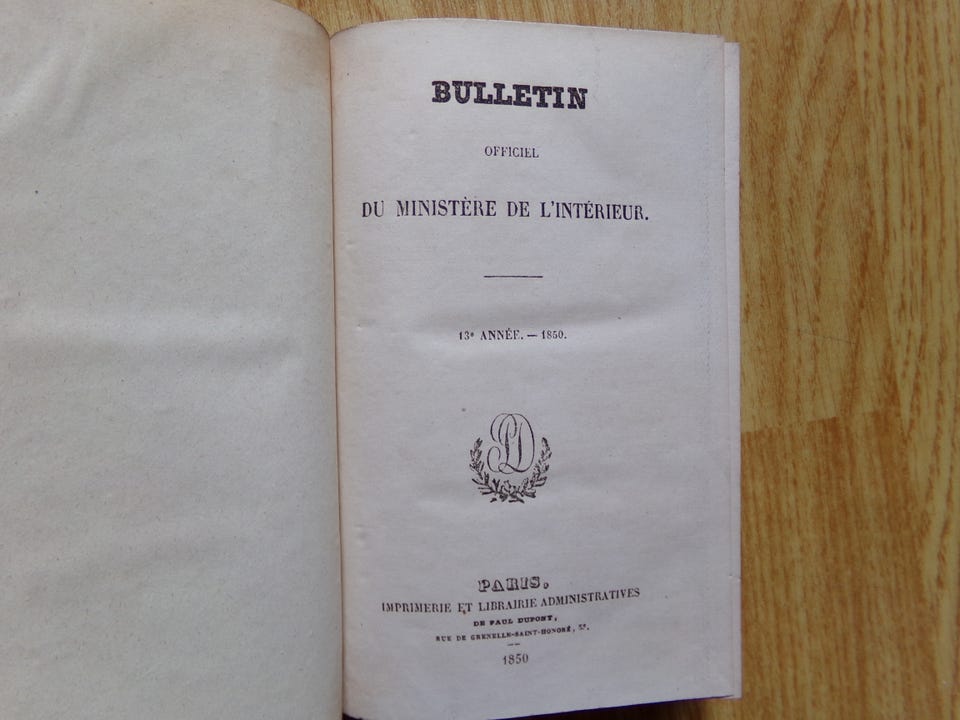 BULLETIN
OFFICIEL
DU MINISTÈRE DE L'INTÉRIEUR.
13e ANNÉE. — 1850.
PD
PARIS,
IMPRIMERIE ET LIBRAIRIE ADMINISTRATIVES
DE PAUL DUPONT,
RUE DE GRENELLE-SAINT-HONORÉ,
1850